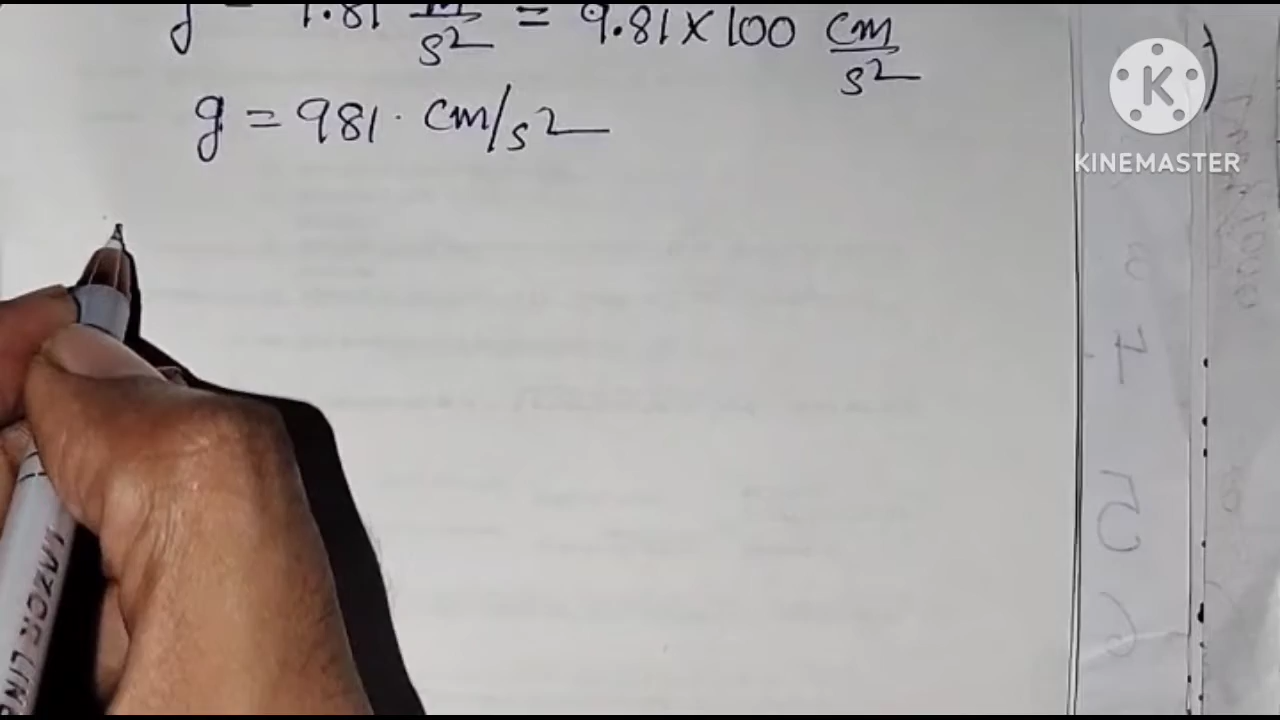 g = 9.81 m/s² = 9.81 × 100 cm/s²
g = 981 · cm/s²
K
KINEMASTER